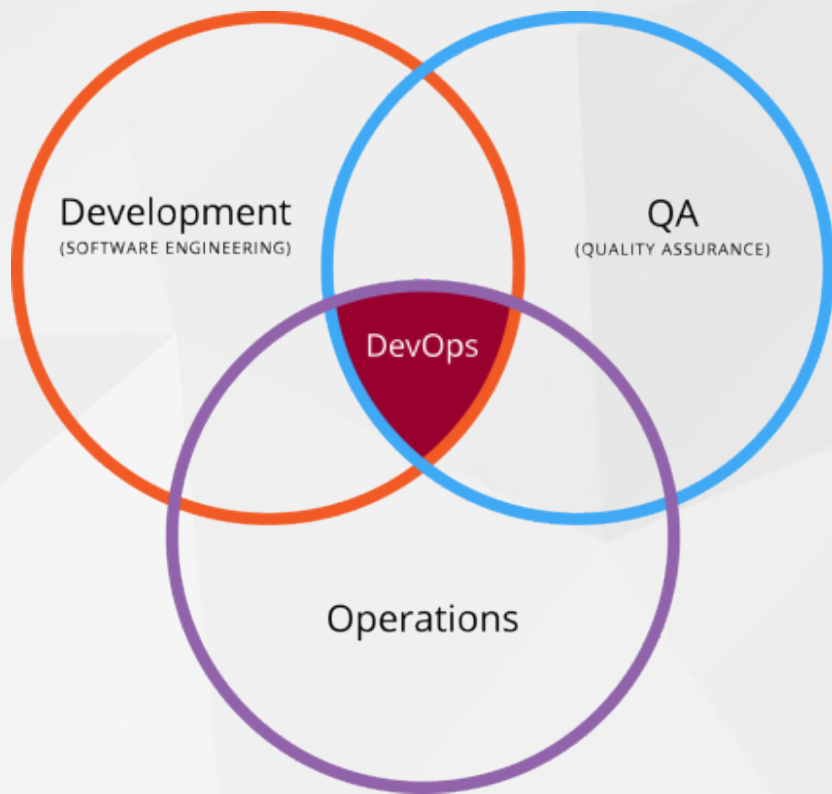 Development
(SOFTWARE ENGINEERING)
QA
(QUALITY ASSURANCE)
DevOps
Operations